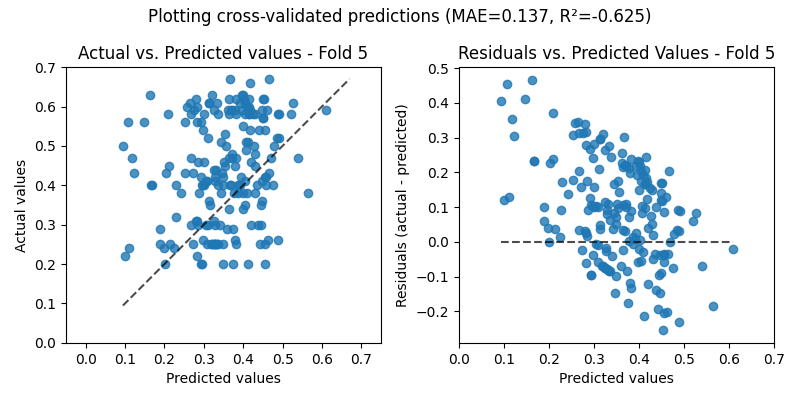 Plotting cross-validated predictions (MAE=0.137, R²=-0.625)
Actual vs. Predicted values - Fold 5
0.7
0.6
0.5
0.4
0.3
0.2
0.1
0.0
Actual values
0.0 0.1 0.2 0.3 0.4 0.5 0.6 0.7
Predicted values
Residuals vs. Predicted Values - Fold 5
0.5
0.4
0.3
0.2
0.1
0.0
−0.1
−0.2
Residuals (actual - predicted)
0.0 0.1 0.2 0.3 0.4 0.5 0.6 0.7
Predicted values